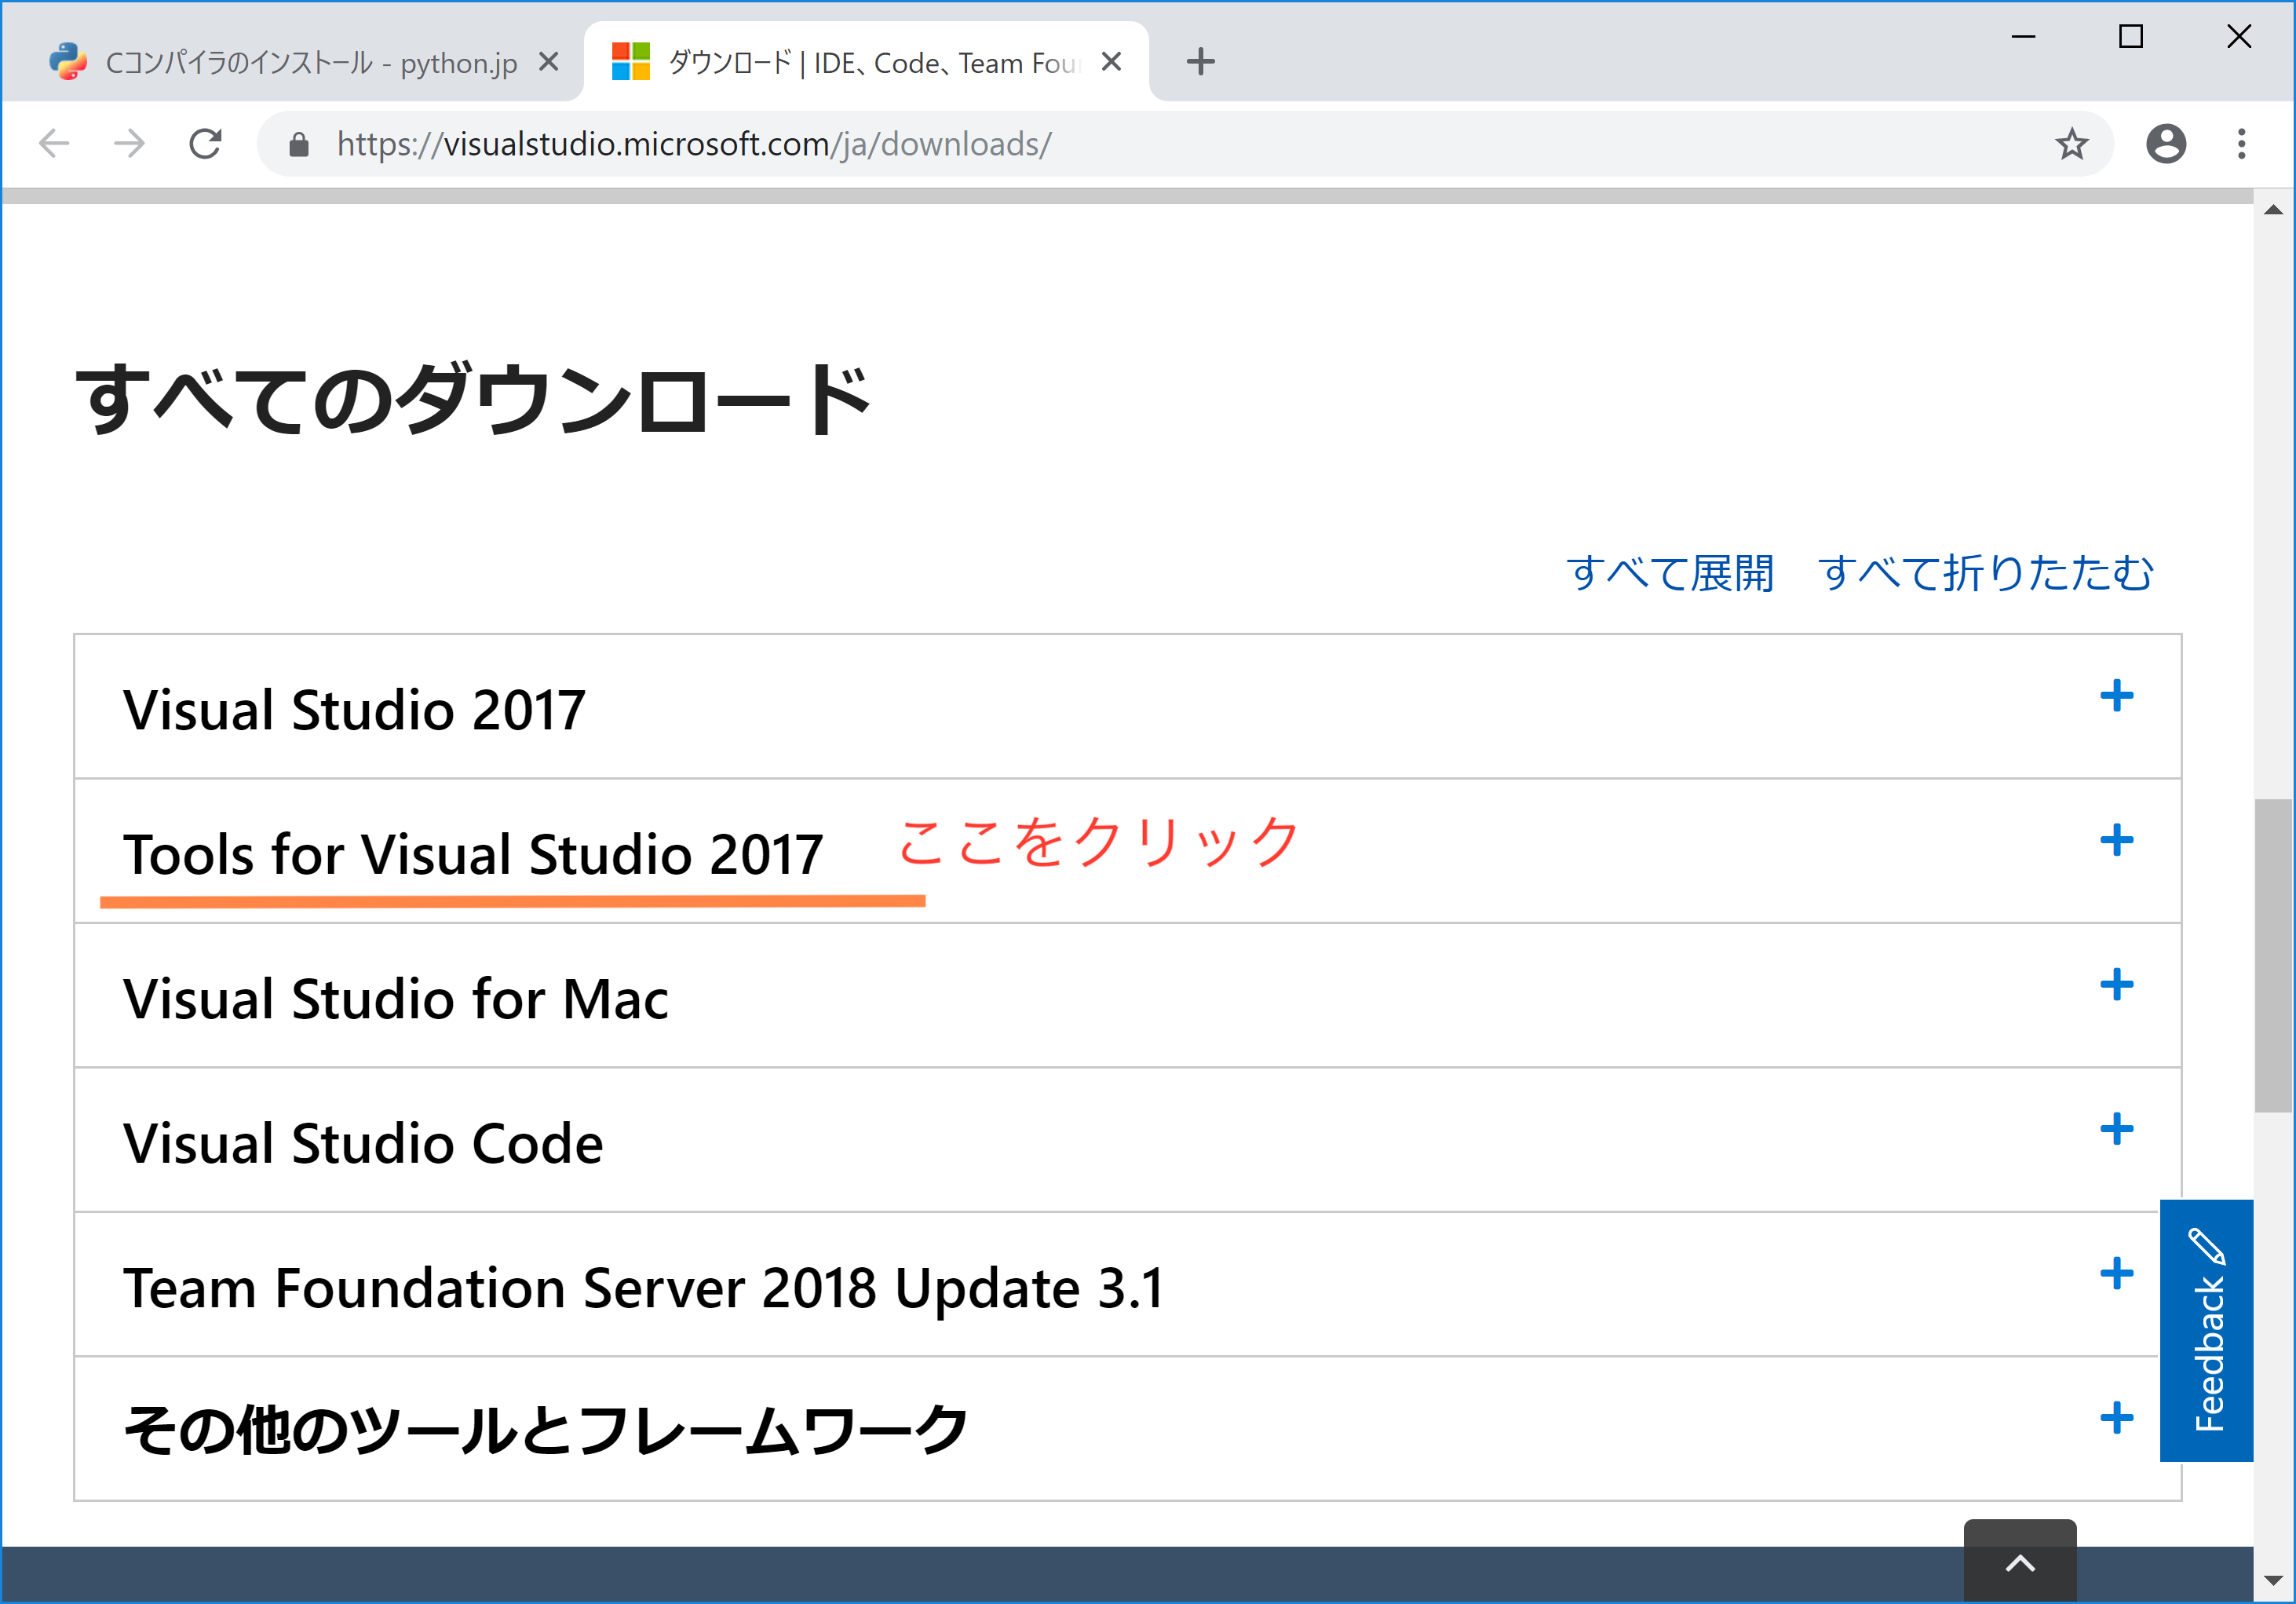 Cコンパイラのインストール - python.jp
ダウンロード | IDE、Code、Team Fou
https://visualstudio.microsoft.com/ja/downloads/
すべてのダウンロード
すべて展開 すべて折りたたむ
Visual Studio 2017
Tools for Visual Studio 2017 ここをクリック
Visual Studio for Mac
Visual Studio Code
Team Foundation Server 2018 Update 3.1
その他のツールとフレームワーク
Feedback